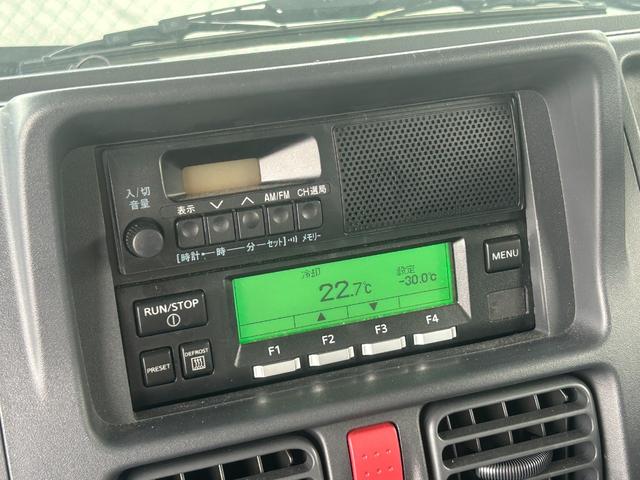 入/切
音量
表示 AM/FM CH選局
[時計 時 分 セット] メモリー
冷却 設定
22.7℃ -30.0℃
MENU
RUN/STOP
PRESET DEFROST
F1 F2 F3 F4